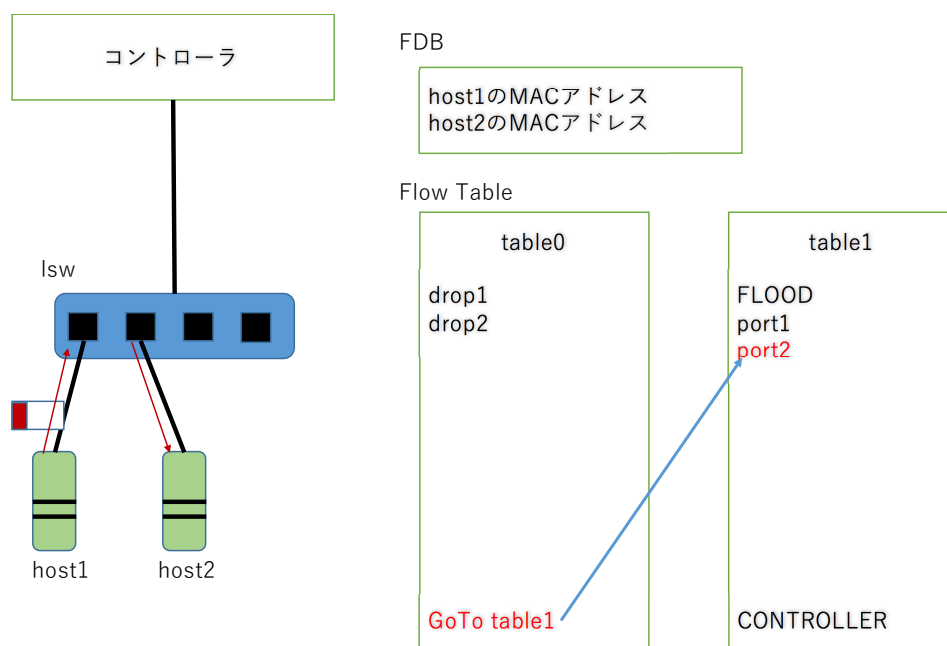 コントローラ
FDB
host1のMACアドレス
host2のMACアドレス
Flow Table
table0
table1
lsw
drop1
drop2
FLOOD
port1
port2
host1
host2
GoTo table1
CONTROLLER